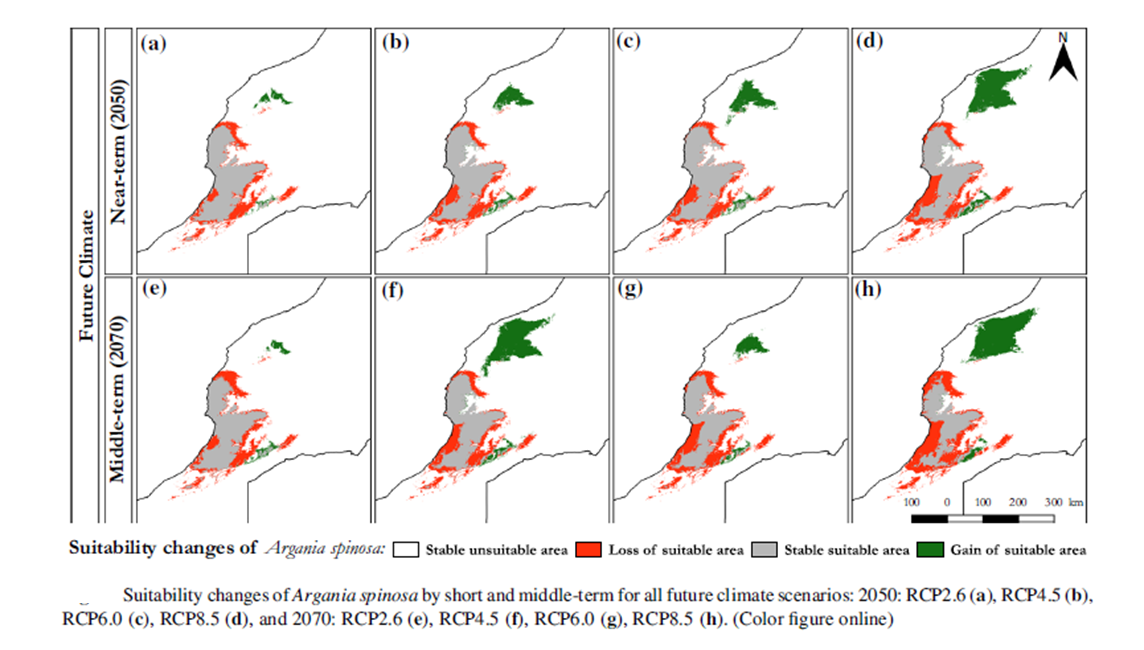 (a)
(b)
(c)
(d)
N
Near-term (2050)
Future Climate
(e)
(f)
(g)
(h)
Middle-term (2070)
100 0 100 200 300 km
Suitability changes of Argania spinosa: Stable unsuitable area Loss of suitable area Stable suitable area Gain of suitable area
Suitability changes of Argania spinosa by short and middle-term for all future climate scenarios: 2050: RCP2.6 (a), RCP4.5 (b),
RCP6.0 (c), RCP8.5 (d), and 2070: RCP2.6 (e), RCP4.5 (f), RCP6.0 (g), RCP8.5 (h). (Color figure online)